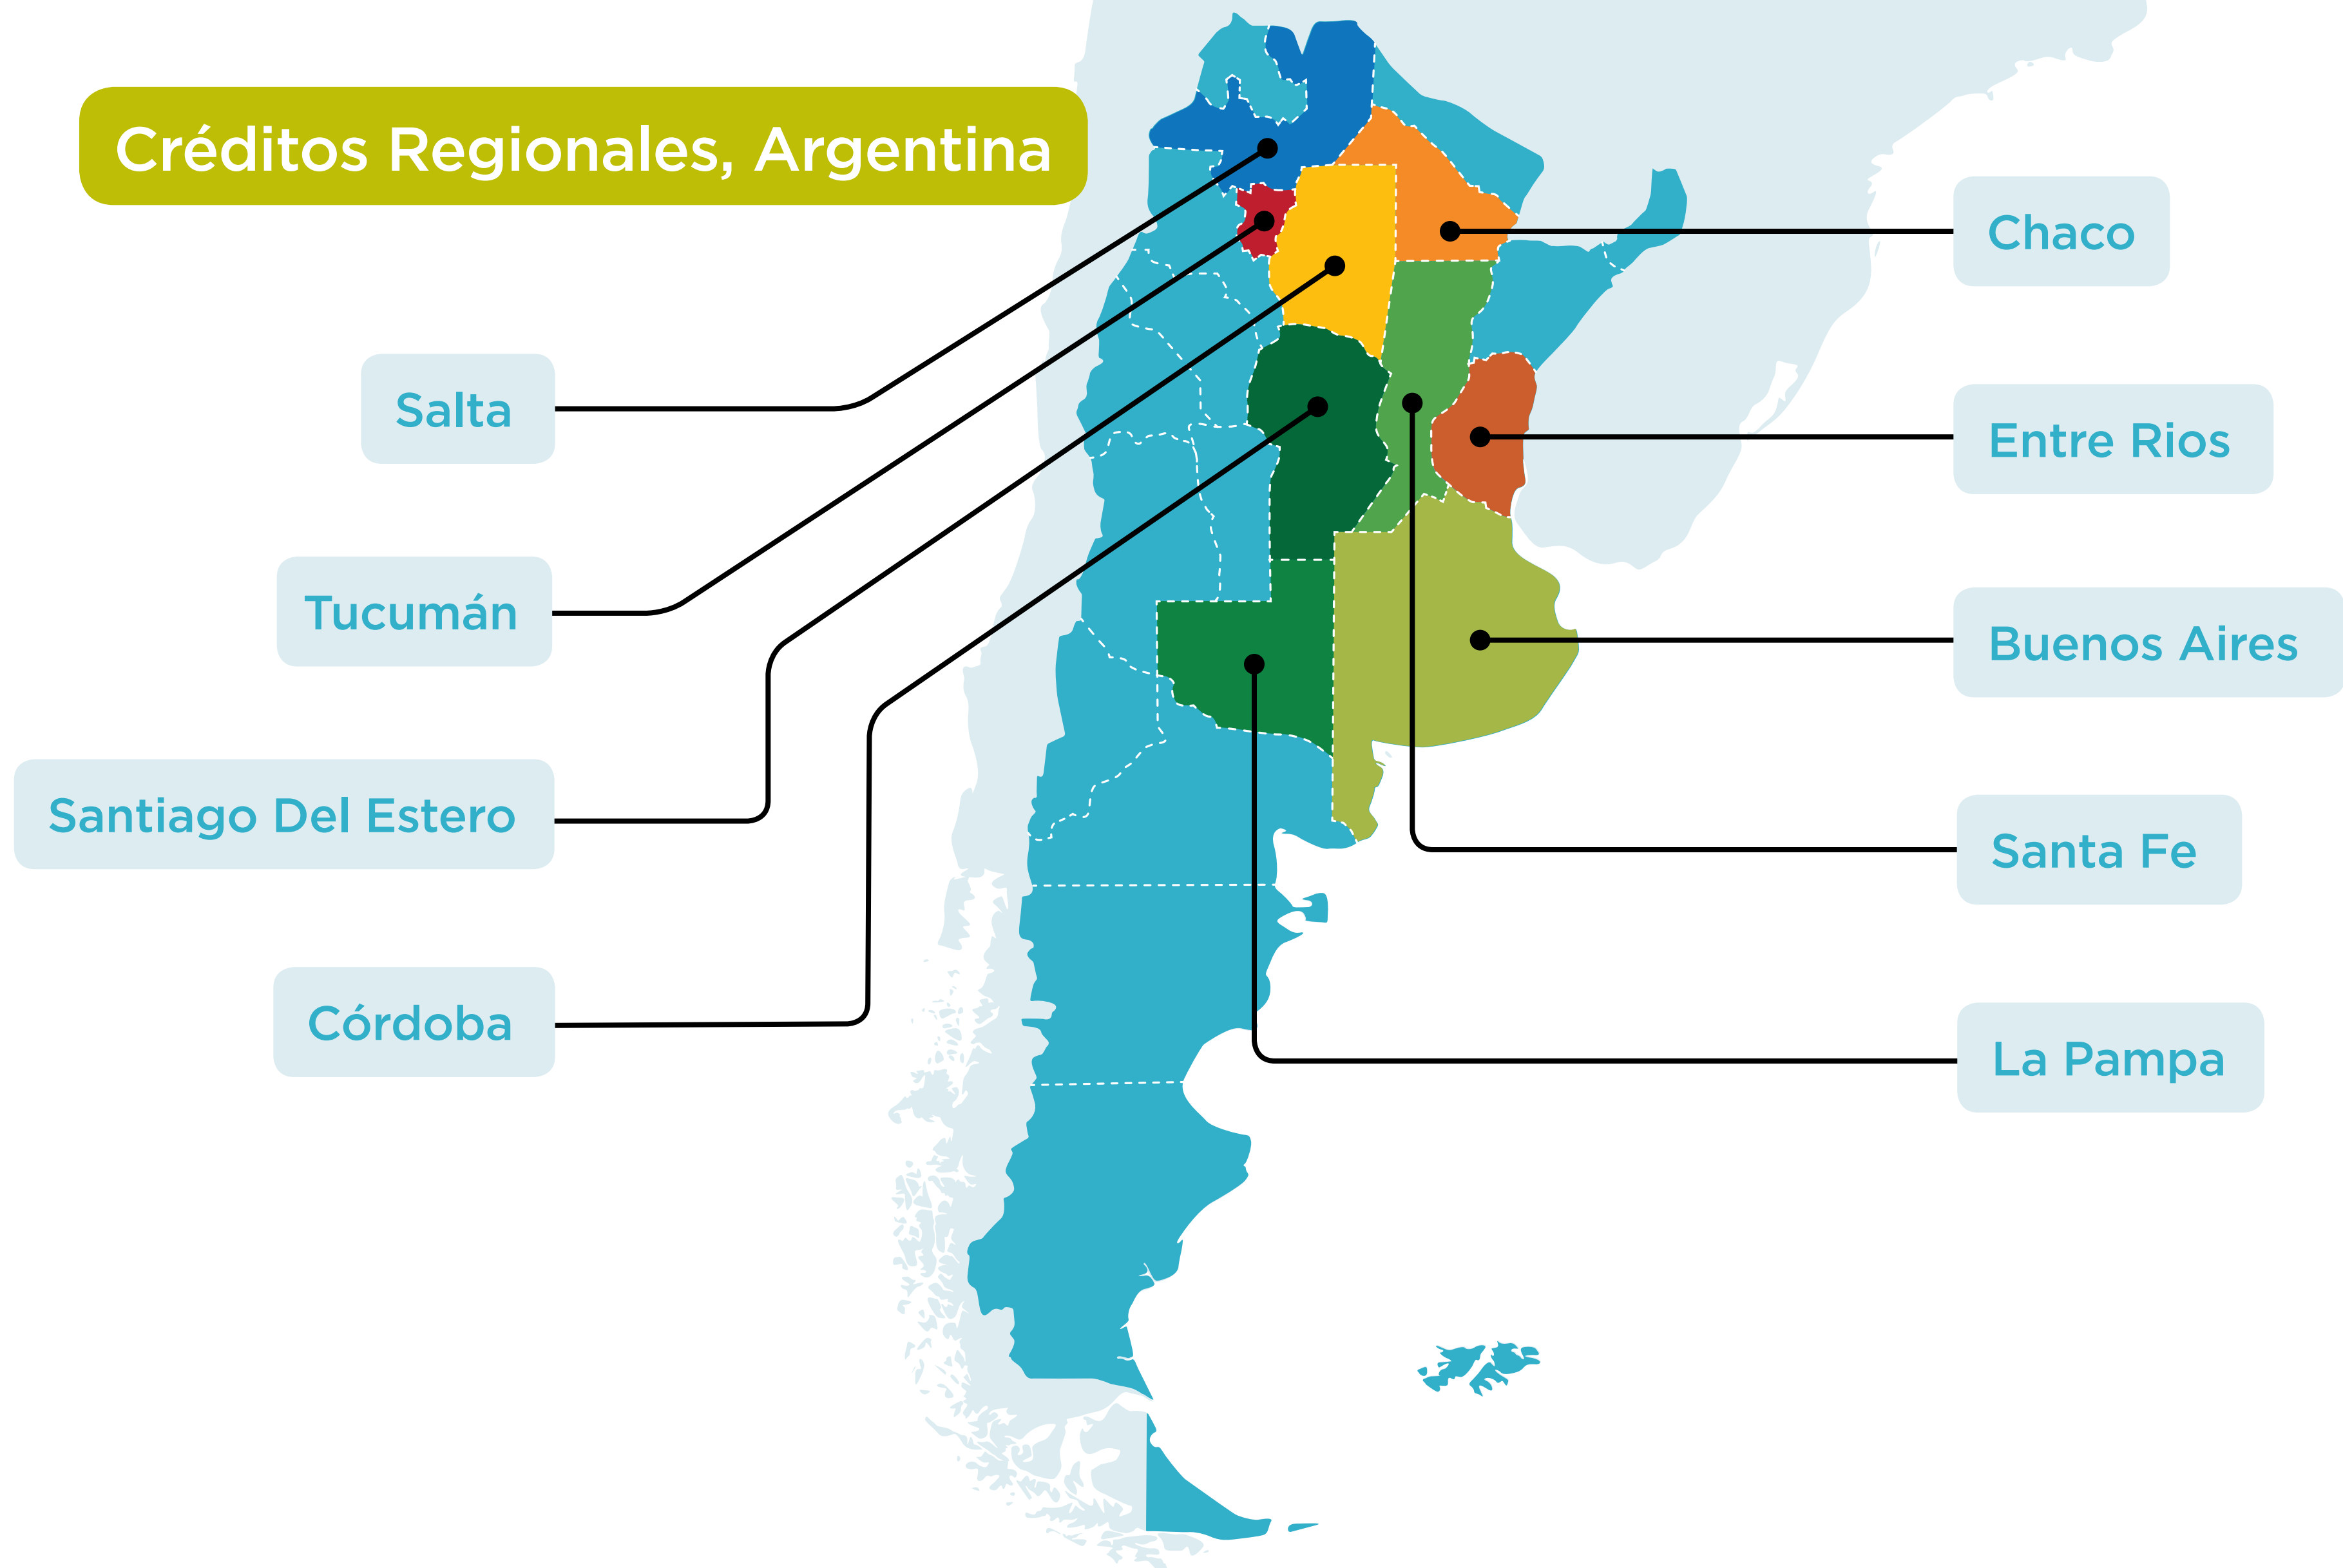 Créditos Regionales, Argentina
Salta
Tucumán
Santiago Del Estero
Córdoba
Chaco
Entre Rios
Buenos Aires
Santa Fe
La Pampa